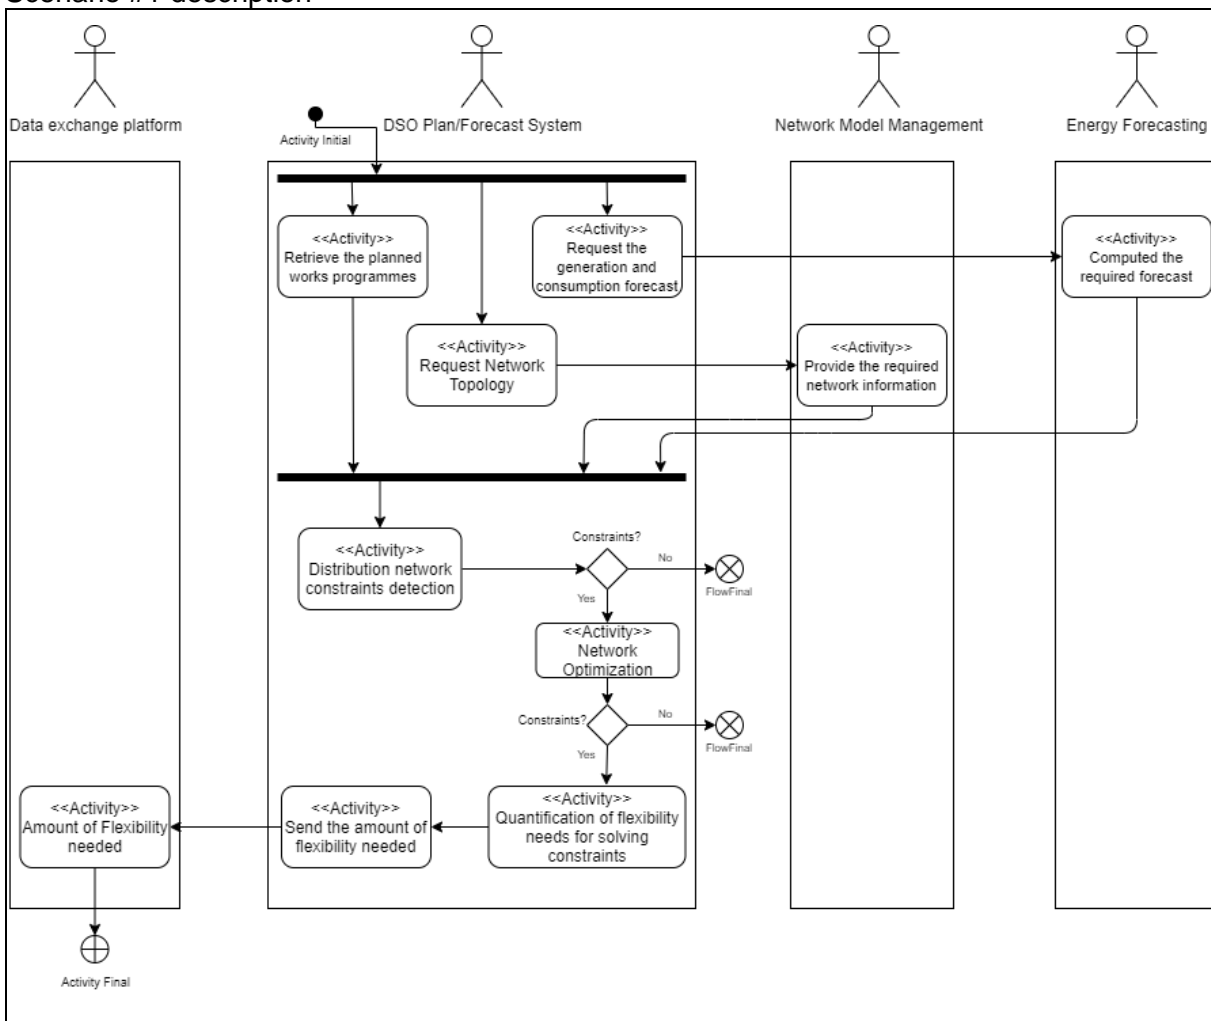 Scenario #1 description
Data exchange platform
DSO Plan/Forecast System
Network Model Management
Energy Forecasting
Activity Initial
<<Activity>>
Retrieve the planned
works programmes
<<Activity>>
Request the
generation and
consumption forecast
<<Activity>>
Computed the
required forecast
<<Activity>>
Request Network
Topology
<<Activity>>
Provide the required
network information
<<Activity>>
Distribution network
constraints detection
Constraints?
No
FlowFinal
Yes
<<Activity>>
Network
Optimization
Constraints?
No
FlowFinal
Yes
<<Activity>>
Amount of Flexibility
needed
<<Activity>>
Send the amount of
flexibility needed
<<Activity>>
Quantification of flexibility
needs for solving
constraints
Activity Final